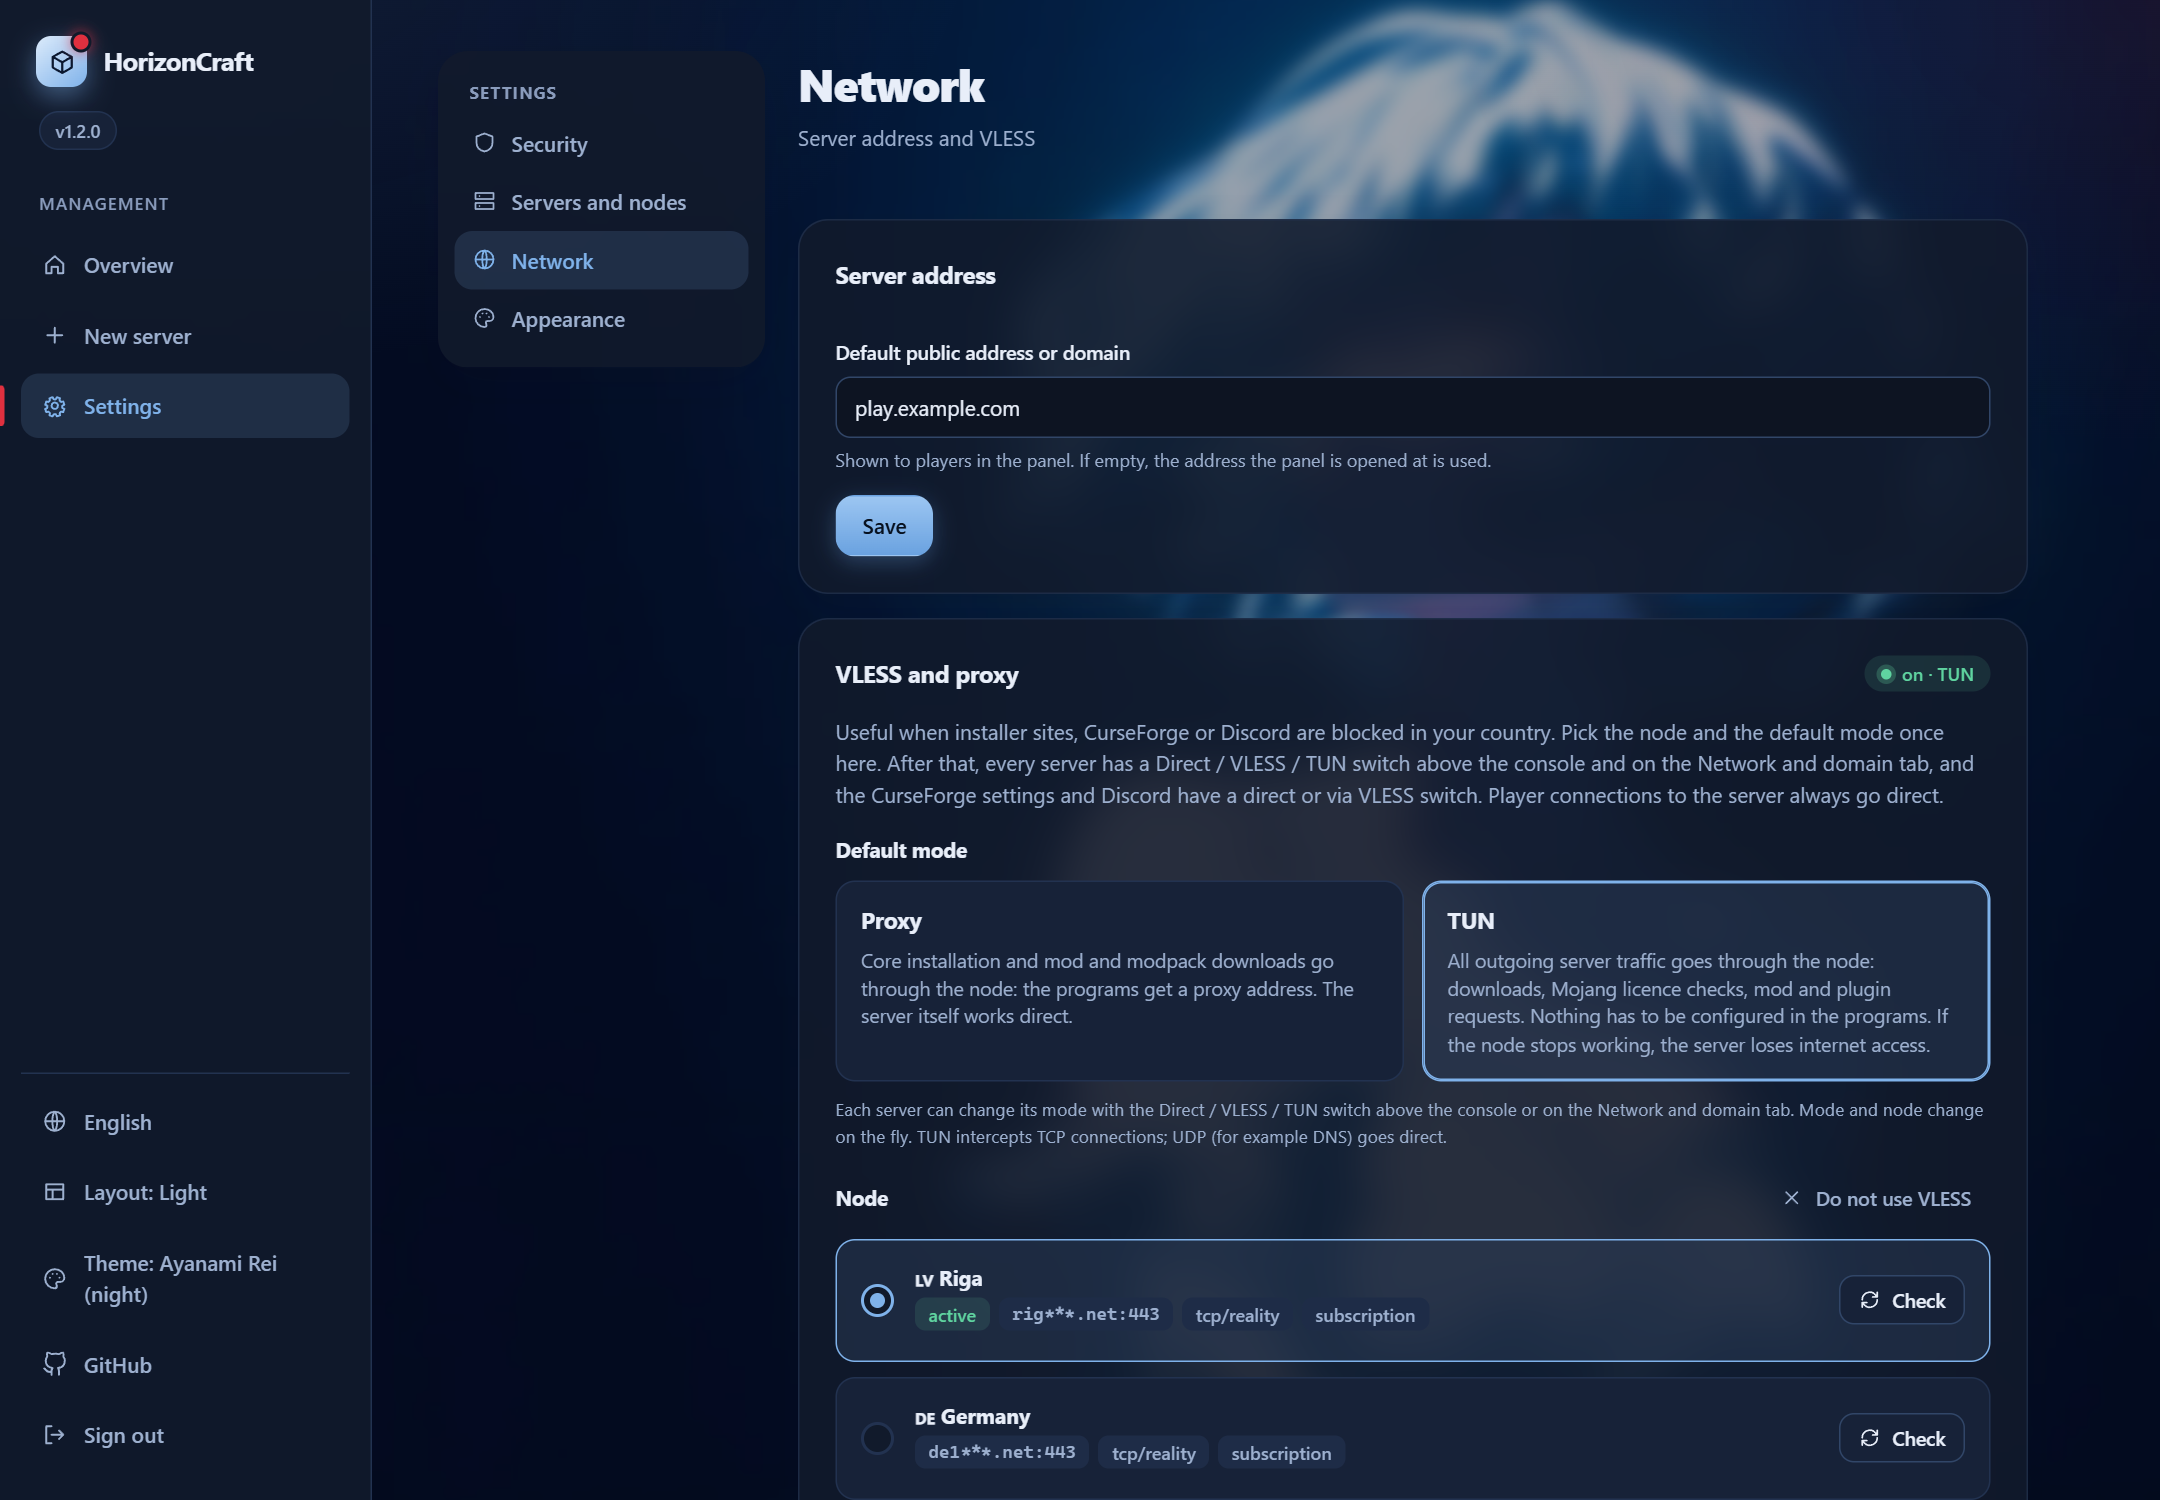 HorizonCraft
v1.2.0
MANAGEMENT
Overview
New server
Settings
English
Layout: Light
Theme: Ayanami Rei
(night)
GitHub
Sign out
SETTINGS
Security
Servers and nodes
Network
Appearance
Network
Server address and VLESS
Server address
Default public address or domain
play.example.com
Shown to players in the panel. If empty, the address the panel is opened at is used.
Save
VLESS and proxy
on · TUN
Useful when installer sites, CurseForge or Discord are blocked in your country. Pick the node and the default mode once
here. After that, every server has a Direct / VLESS / TUN switch above the console and on the Network and domain tab, and
the CurseForge settings and Discord have a direct or via VLESS switch. Player connections to the server always go direct.
Default mode
Proxy
Core installation and mod and modpack downloads go
through the node: the programs get a proxy address. The
server itself works direct.
TUN
All outgoing server traffic goes through the node:
downloads, Mojang licence checks, mod and plugin
requests. Nothing has to be configured in the programs. If
the node stops working, the server loses internet access.
Each server can change its mode with the Direct / VLESS / TUN switch above the console or on the Network and domain tab. Mode and node change
on the fly. TUN intercepts TCP connections; UDP (for example DNS) goes direct.
Node
Do not use VLESS
LV Riga
active rig***.net:443 tcp/reality subscription
Check
DE Germany
de1***.net:443 tcp/reality subscription
Check